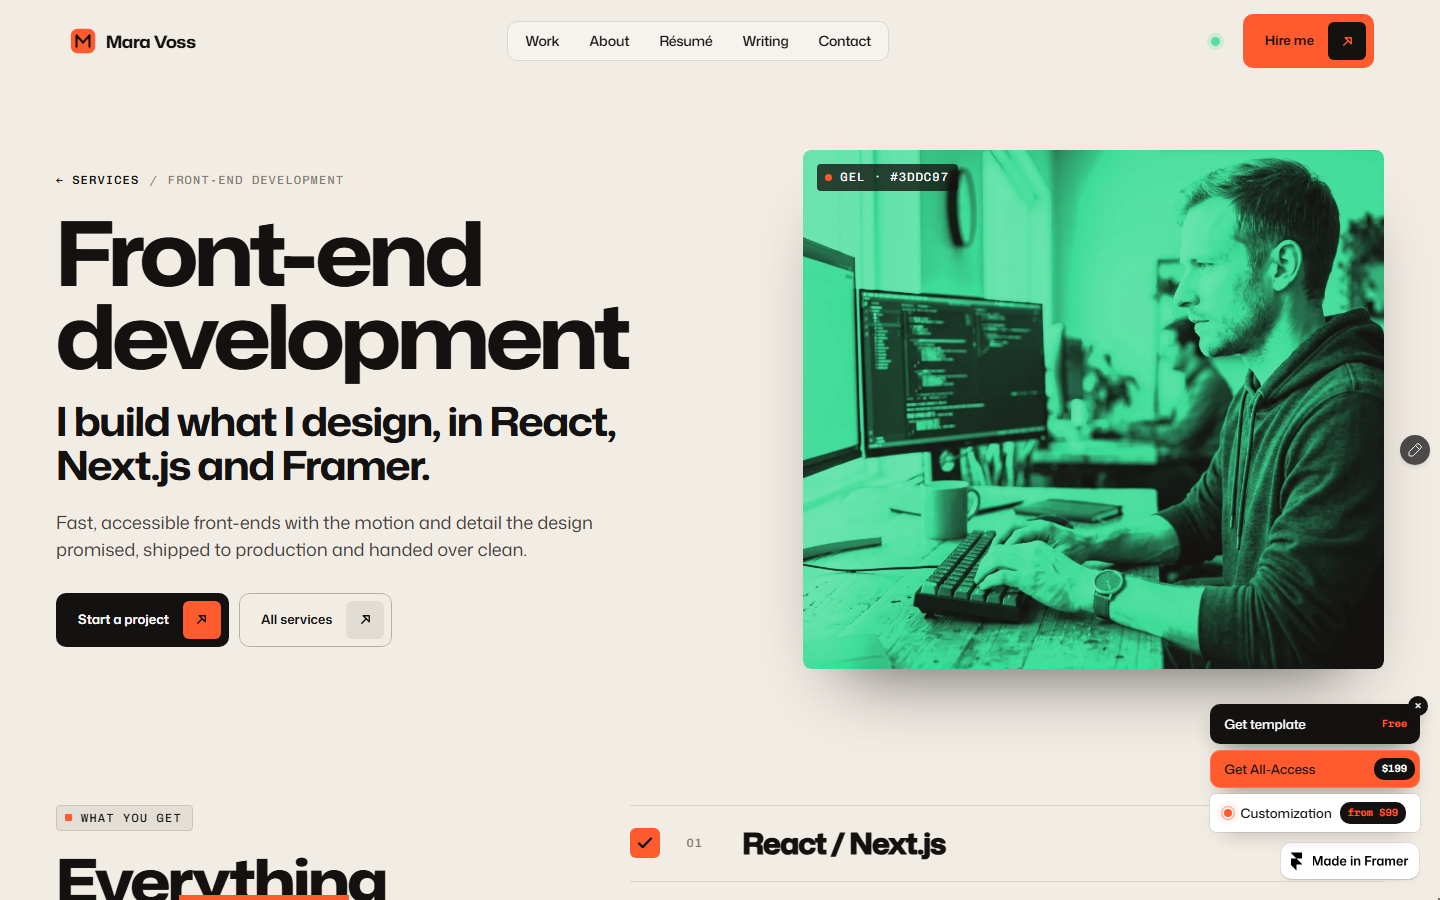 Mara Voss
Work
About
Résumé
Writing
Contact
Hire me
← SERVICES / FRONT-END DEVELOPMENT
Front-end
development
I build what I design, in React,
Next.js and Framer.
Fast, accessible front-ends with the motion and detail the design
promised, shipped to production and handed over clean.
Start a project
All services
GEL · #3DDC97
Get template Free
Get All-Access $199
Customization from $99
Made in Framer
WHAT YOU GET
Everything
01 React / Next.js